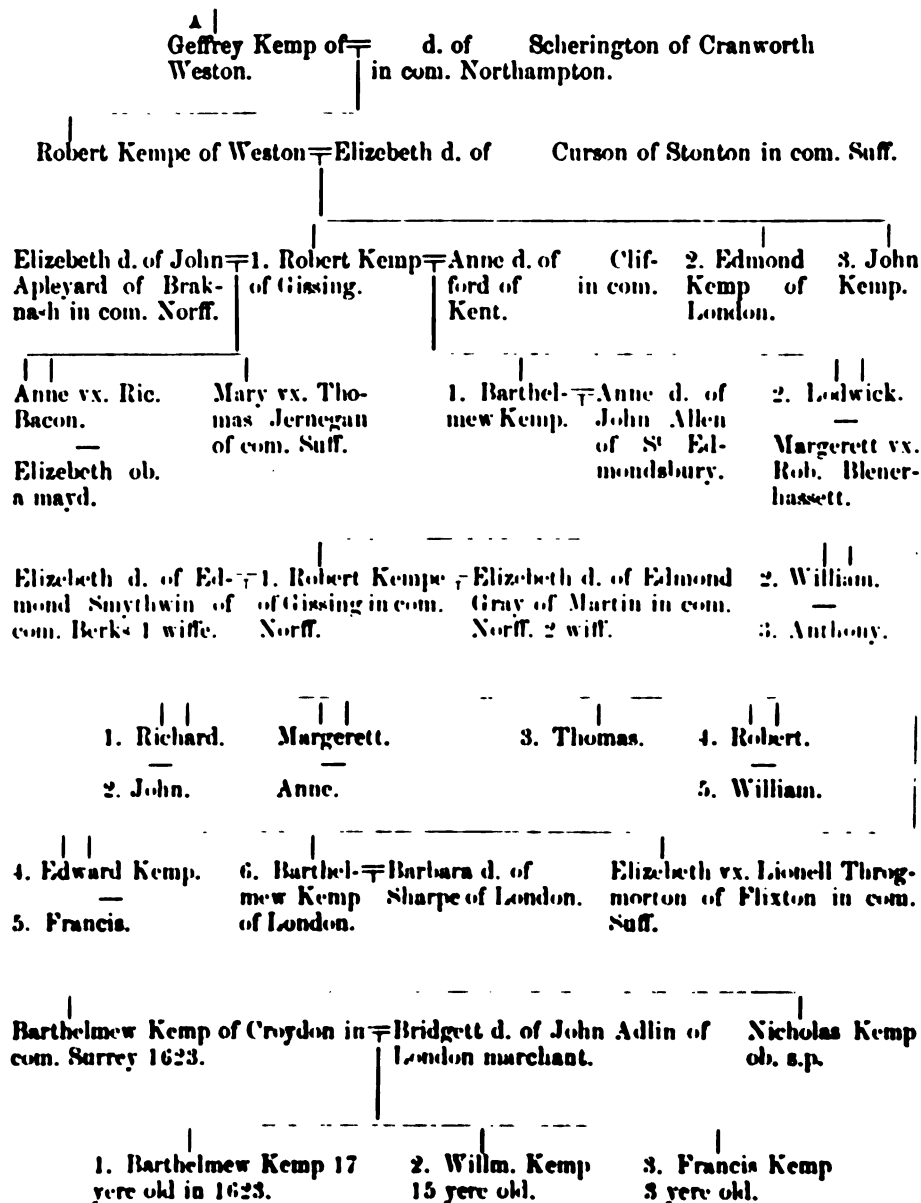 A
Geffrey Kemp of d. of Scherington of Cranworth
Weston. in com. Northampton.
Robert Kempe of Weston Elizebeth d. of Curson of Stonton in com. Suff.
Elizebeth d. of John
Apleyard of Brak-
nash in com. Norff.
1. Robert Kemp
of Gissing.
Anne d. of Clif-
ford of in com.
Kent.
2. Edmond
Kemp of
London.
3. John
Kemp.
Anne vx. Ric.
Bacon.
—
Elizebeth ob.
a mayd.
Mary vx. Tho-
mas Jernegan
of com. Suff.
1. Barthel-
mew Kemp.
Anne d. of
John Allen
of St Ed-
mondsbury.
2. Lodwick.
—
Margerett vx.
Rob. Blener-
hassett.
Elizebeth d. of Ed-
mond Smythwin of
com. Berks 1 wiffe.
1. Robert Kempe
of Gissing in com.
Norff.
Elizebeth d. of Edmond
Gray of Martin in com.
Norff. 2 wiff.
2. William.
—
3. Anthony.
1. Richard.
—
2. John.
Margerett.
—
Anne.
3. Thomas.
4. Robert.
—
5. William.
4. Edward Kemp.
—
5. Francis.
6. Barthel-
mew Kemp
of London.
Barbara d. of
Sharpe of London.
Elizebeth vx. Lionell Throg-
morton of Flixton in com.
Suff.
Barthelmew Kemp of Croydon in
com. Surrey 1623.
Bridgett d. of John Adlin of
London marchant.
Nicholas Kemp
ob. s.p.
1. Barthelmew Kemp 17
yere old in 1623.
2. Willm. Kemp
15 yere old.
3. Francis Kemp
3 yere old.